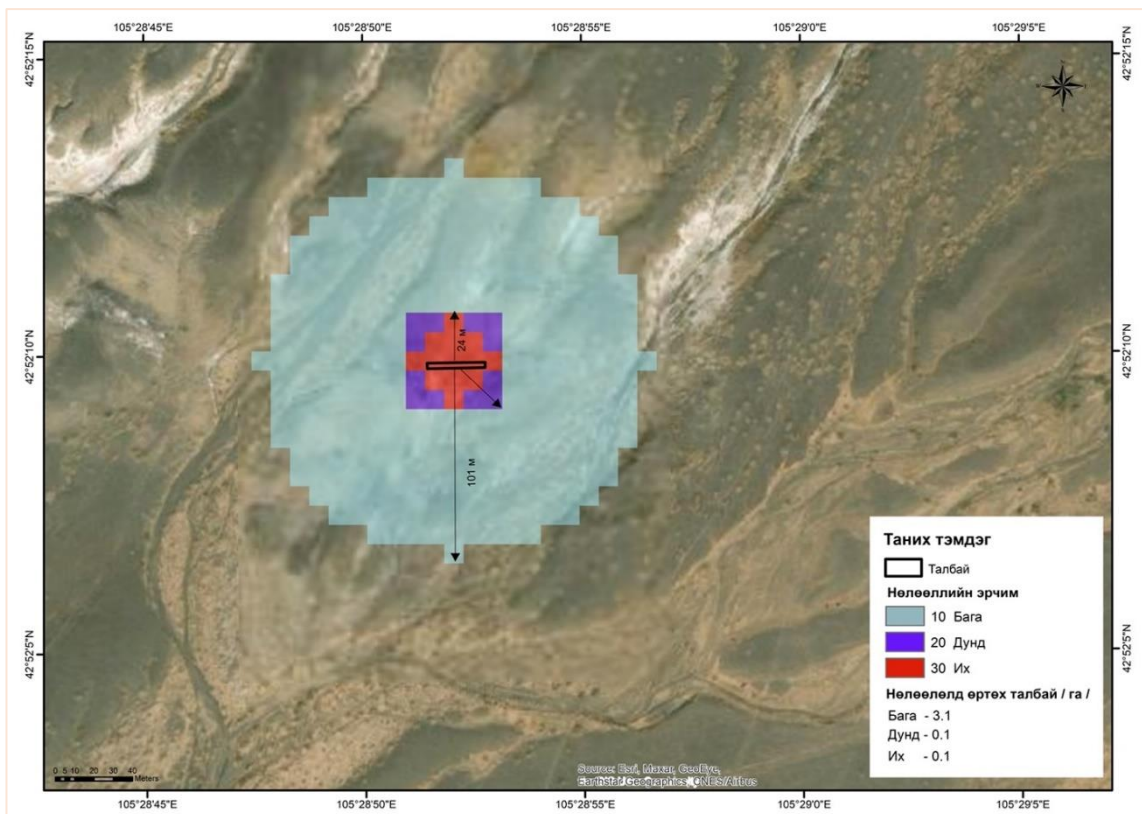 105°28'45"E
105°28'50"E
105°28'55"E
105°29'0"E
105°29'5"E
42°52'15"N
42°52'15"N
24 м
42°52'10"N
42°52'10"N
101 м
Таних тэмдэг
Талбай
Нөлөөллийн эрчим
10 Бага
20 Дунд
30 Их
Нөлөөлөлд өртөх талбай / га /
Бага - 3.1
Дунд - 0.1
Их - 0.1
42°52'5"N
42°52'5"N
0 5 10 20 30 40
Meters
Source: Esri, Maxar, GeoEye,
Earthstar Geographics, CNES/Airbus
105°28'45"E
105°28'50"E
105°28'55"E
105°29'0"E
105°29'5"E